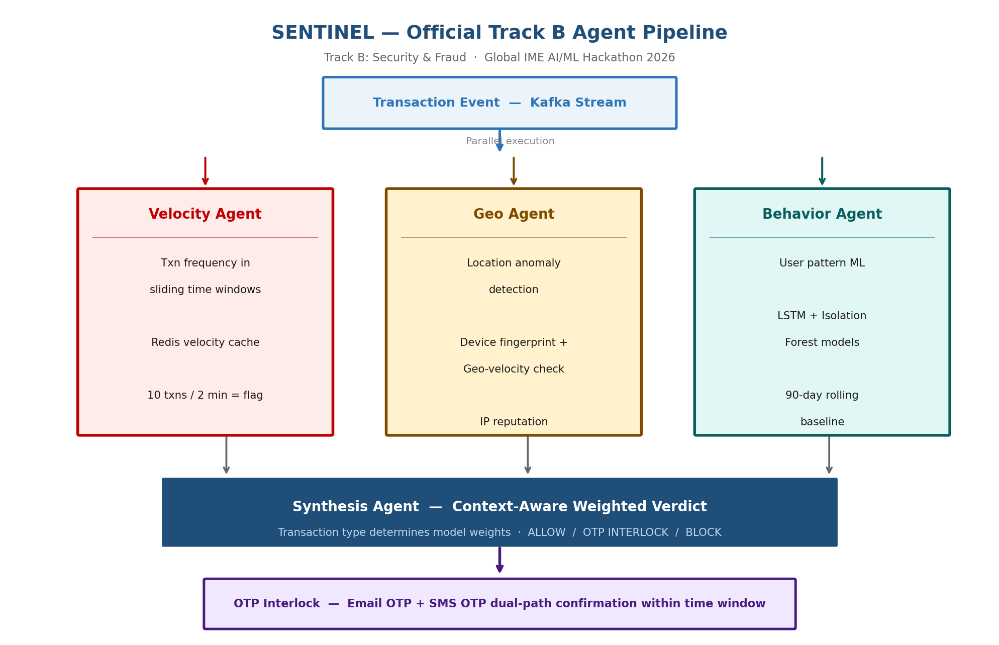 SENTINEL — Official Track B Agent Pipeline
Track B: Security & Fraud · Global IME AI/ML Hackathon 2026
Transaction Event — Kafka Stream
Parallel execution
Velocity Agent
Txn frequency in
sliding time windows
Redis velocity cache
10 txns / 2 min = flag
Geo Agent
Location anomaly
detection
Device fingerprint +
Geo-velocity check
IP reputation
Behavior Agent
User pattern ML
LSTM + Isolation
Forest models
90-day rolling
baseline
Synthesis Agent — Context-Aware Weighted Verdict
Transaction type determines model weights · ALLOW / OTP INTERLOCK / BLOCK
OTP Interlock — Email OTP + SMS OTP dual-path confirmation within time window